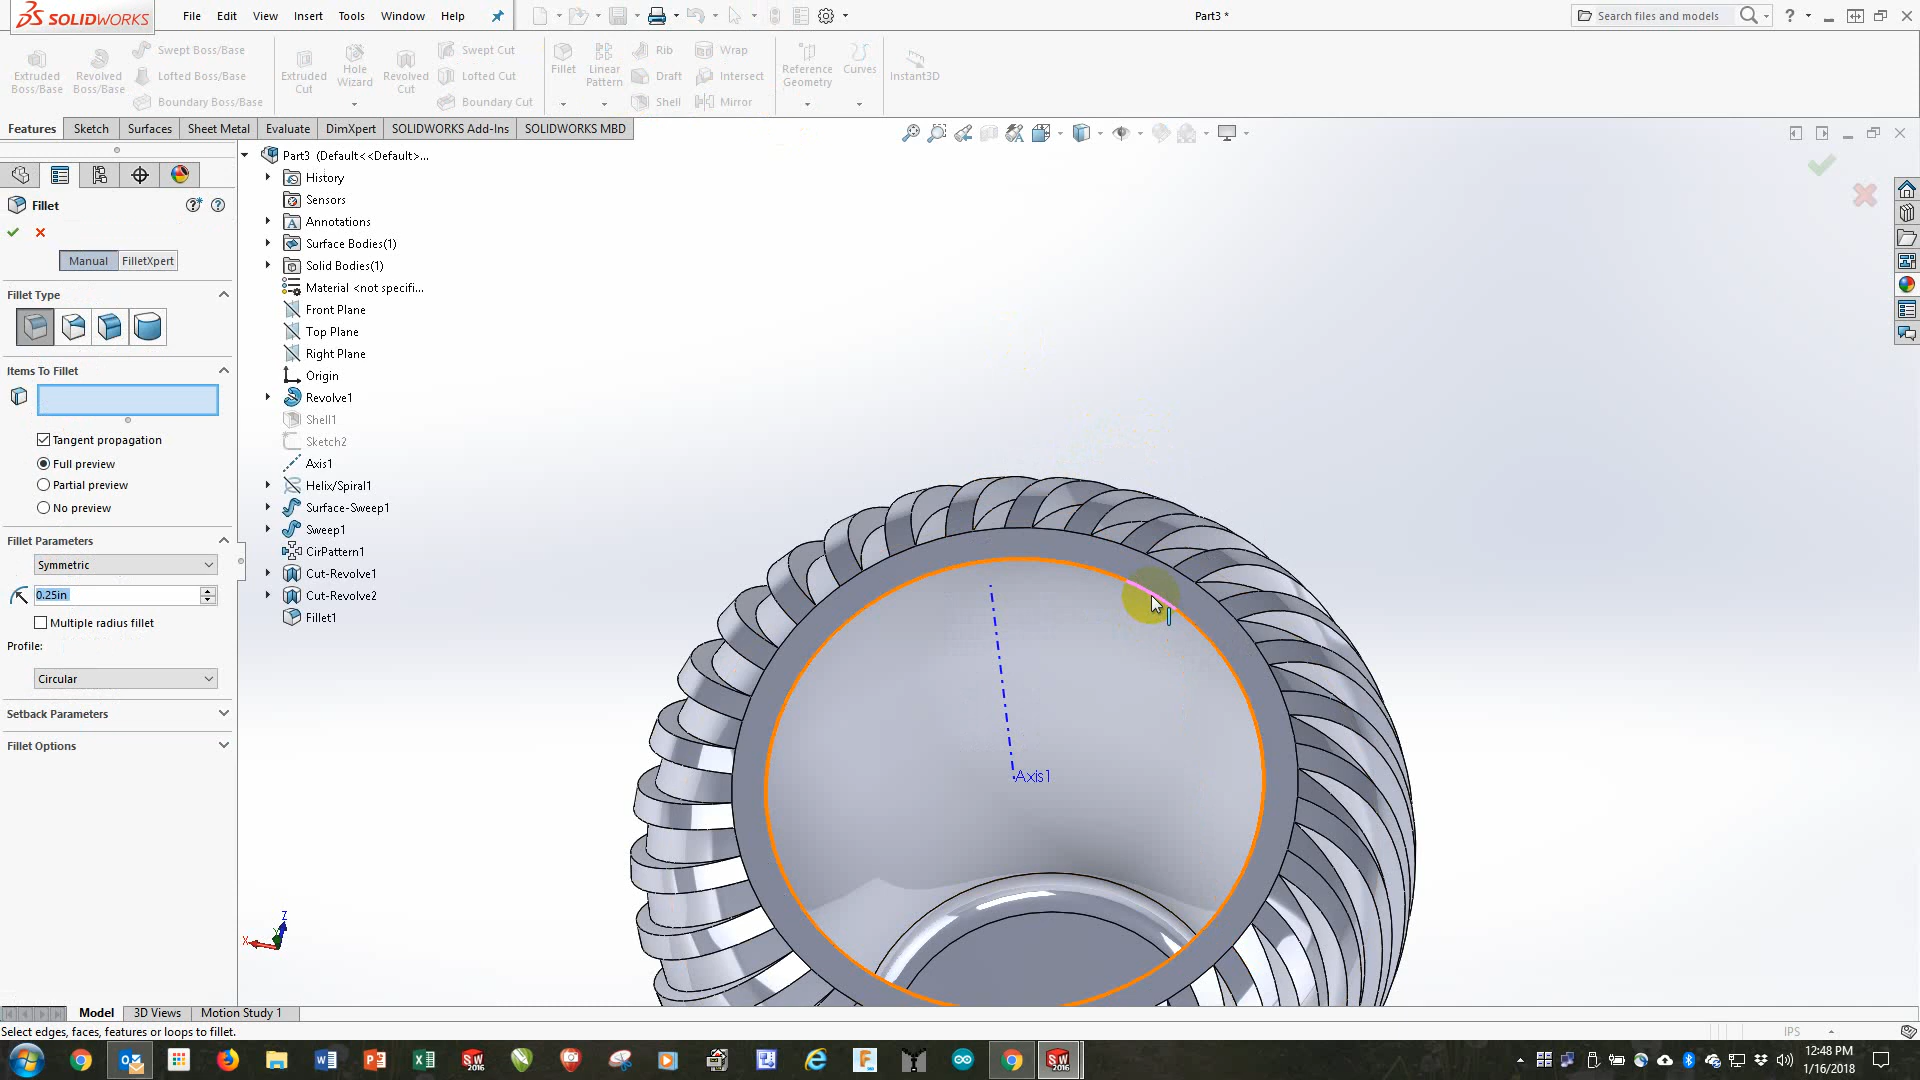 SOLIDWORKS
File Edit View Insert Tools Window Help
Part3 *
Search files and models
Extruded Boss/Base
Revolved Boss/Base
Swept Boss/Base
Lofted Boss/Base
Boundary Boss/Base
Extruded Cut
Hole Wizard
Revolved Cut
Swept Cut
Lofted Cut
Boundary Cut
Fillet
Linear Pattern
Rib
Draft
Shell
Wrap
Intersect
Mirror
Reference Geometry
Curves
Instant3D
Features Sketch Surfaces Sheet Metal Evaluate DimXpert SOLIDWORKS Add-Ins SOLIDWORKS MBD
Fillet
Manual FilletXpert
Fillet Type
Items To Fillet
Tangent propagation
Full preview
Partial preview
No preview
Fillet Parameters
Symmetric
0.25in
Multiple radius fillet
Profile:
Circular
Setback Parameters
Fillet Options
Part3 (Default<<Default>...
History
Sensors
Annotations
Surface Bodies(1)
Solid Bodies(1)
Material <not specifi...
Front Plane
Top Plane
Right Plane
Origin
Revolve1
Shell1
Sketch2
Axis1
Helix/Spiral1
Surface-Sweep1
Sweep1
CirPattern1
Cut-Revolve1
Cut-Revolve2
Fillet1
Axis1
Z
X
Model 3D Views Motion Study 1
Select edges, faces, features or loops to fillet.
IPS
12:48 PM
1/16/2018